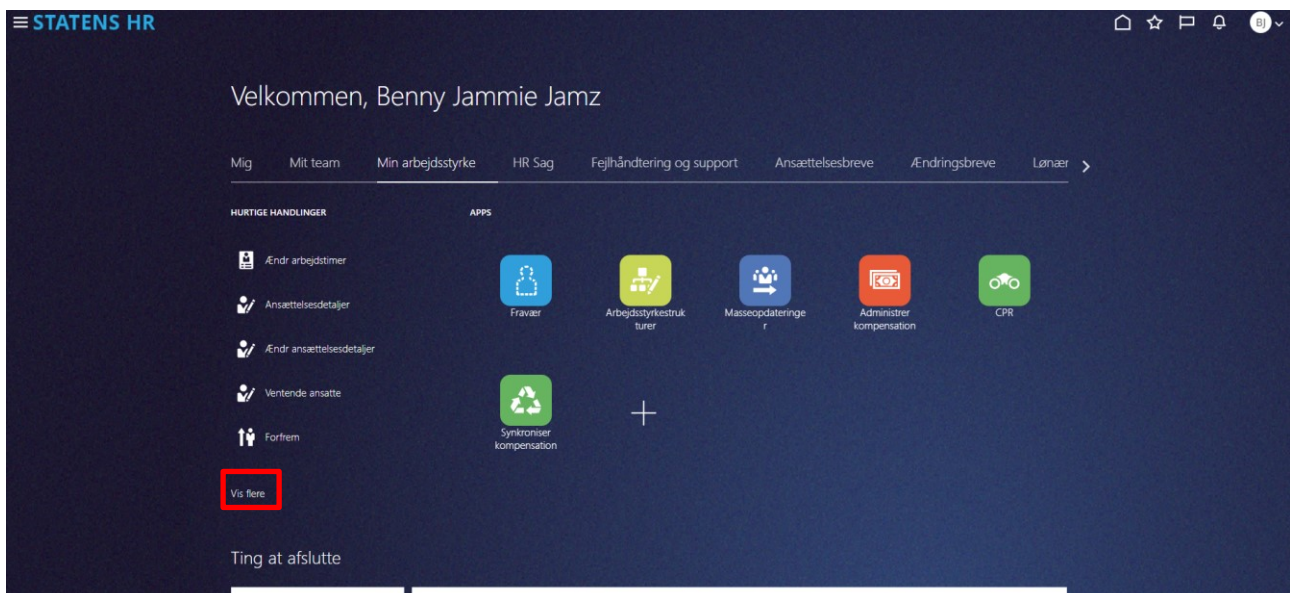 STATENS HR
BJ
Velkommen, Benny Jammie Jamz
Mig Mit team Min arbejdsstyrke HR Sag Fejlhåndtering og support Ansættelsesbreve Ændringsbreve Lønær
HURTIGE HANDLINGER
APPS
Ændr arbejdstimer
Ansættelsesdetaljer
Ændr ansættelsesdetaljer
Ventende ansatte
Forfrem
Vis flere
Fravær
Arbejdsstyrkestruk
turer
Masseopdateringe
r
Administrer
kompensation
CPR
Synkroniser
kompensation
Ting at afslutte